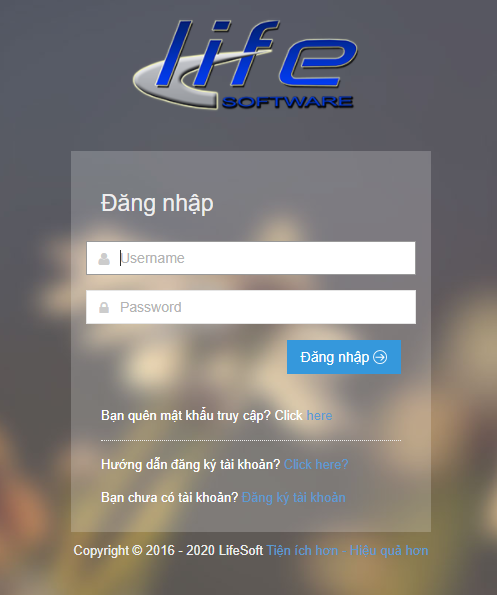 life
SOFTWARE
Đăng nhập
Username
Password
Đăng nhập
Bạn quên mật khẩu truy cập? Click here
Hướng dẫn đăng ký tài khoản? Click here?
Bạn chưa có tài khoản? Đăng ký tài khoản
Copyright © 2016 - 2020 LifeSoft Tiện ích hơn - Hiệu quả hơn